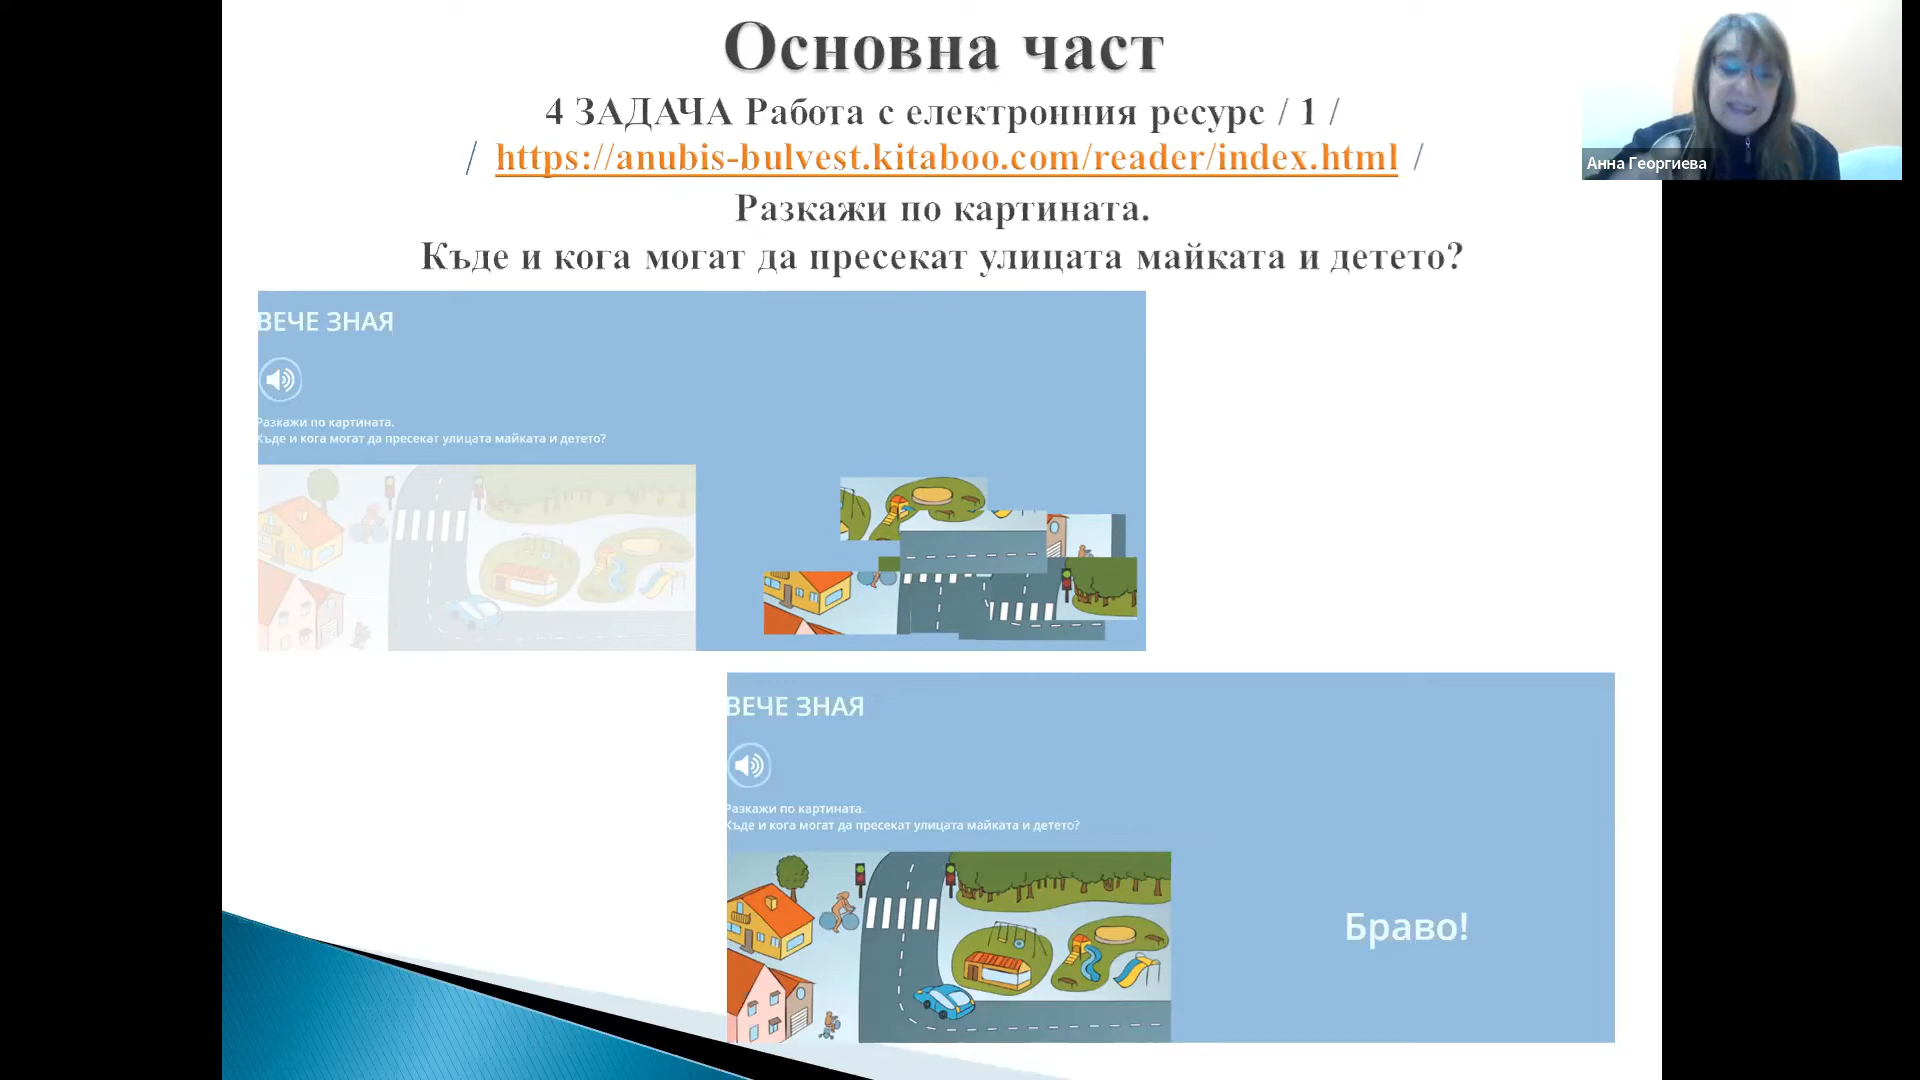 Основна част
4 ЗАДАЧА Работа с електронния ресурс / 1 /
/ https://anubis-bulvest.kitaboo.com/reader/index.html /
Разкажи по картината.
Къде и кога могат да пресекат улицата майката и детето?
Анна Георгиева
ВЕЧЕ ЗНАЯ
Разкажи по картината.
Къде и кога могат да пресекат улицата майката и детето?
ВЕЧЕ ЗНАЯ
Разкажи по картината.
Къде и кога могат да пресекат улицата майката и детето?
Браво!